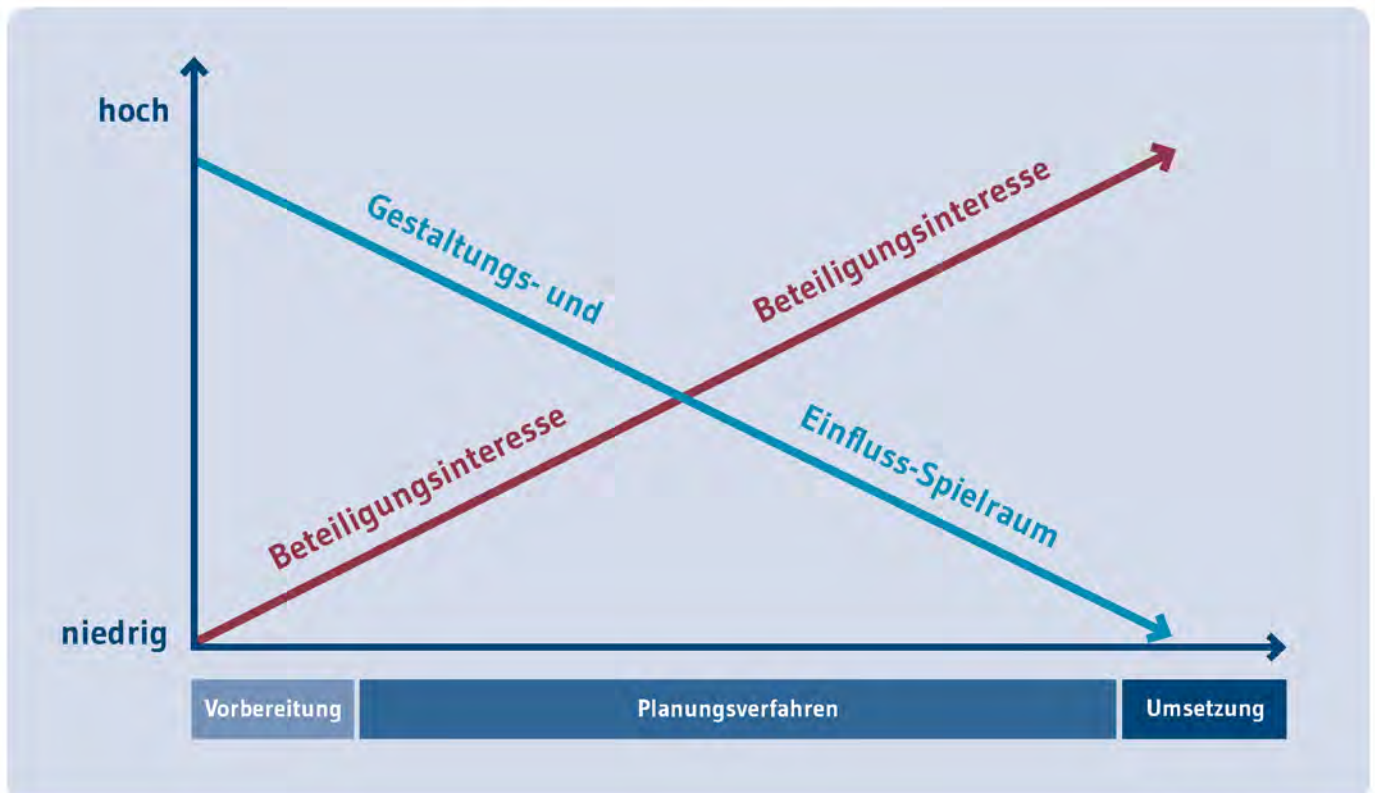 hoch
Gestaltungs- und
Beteiligungsinteresse
Beteiligungsinteresse
Einfluss-Spielraum
niedrig
Vorbereitung
Planungsverfahren
Umsetzung